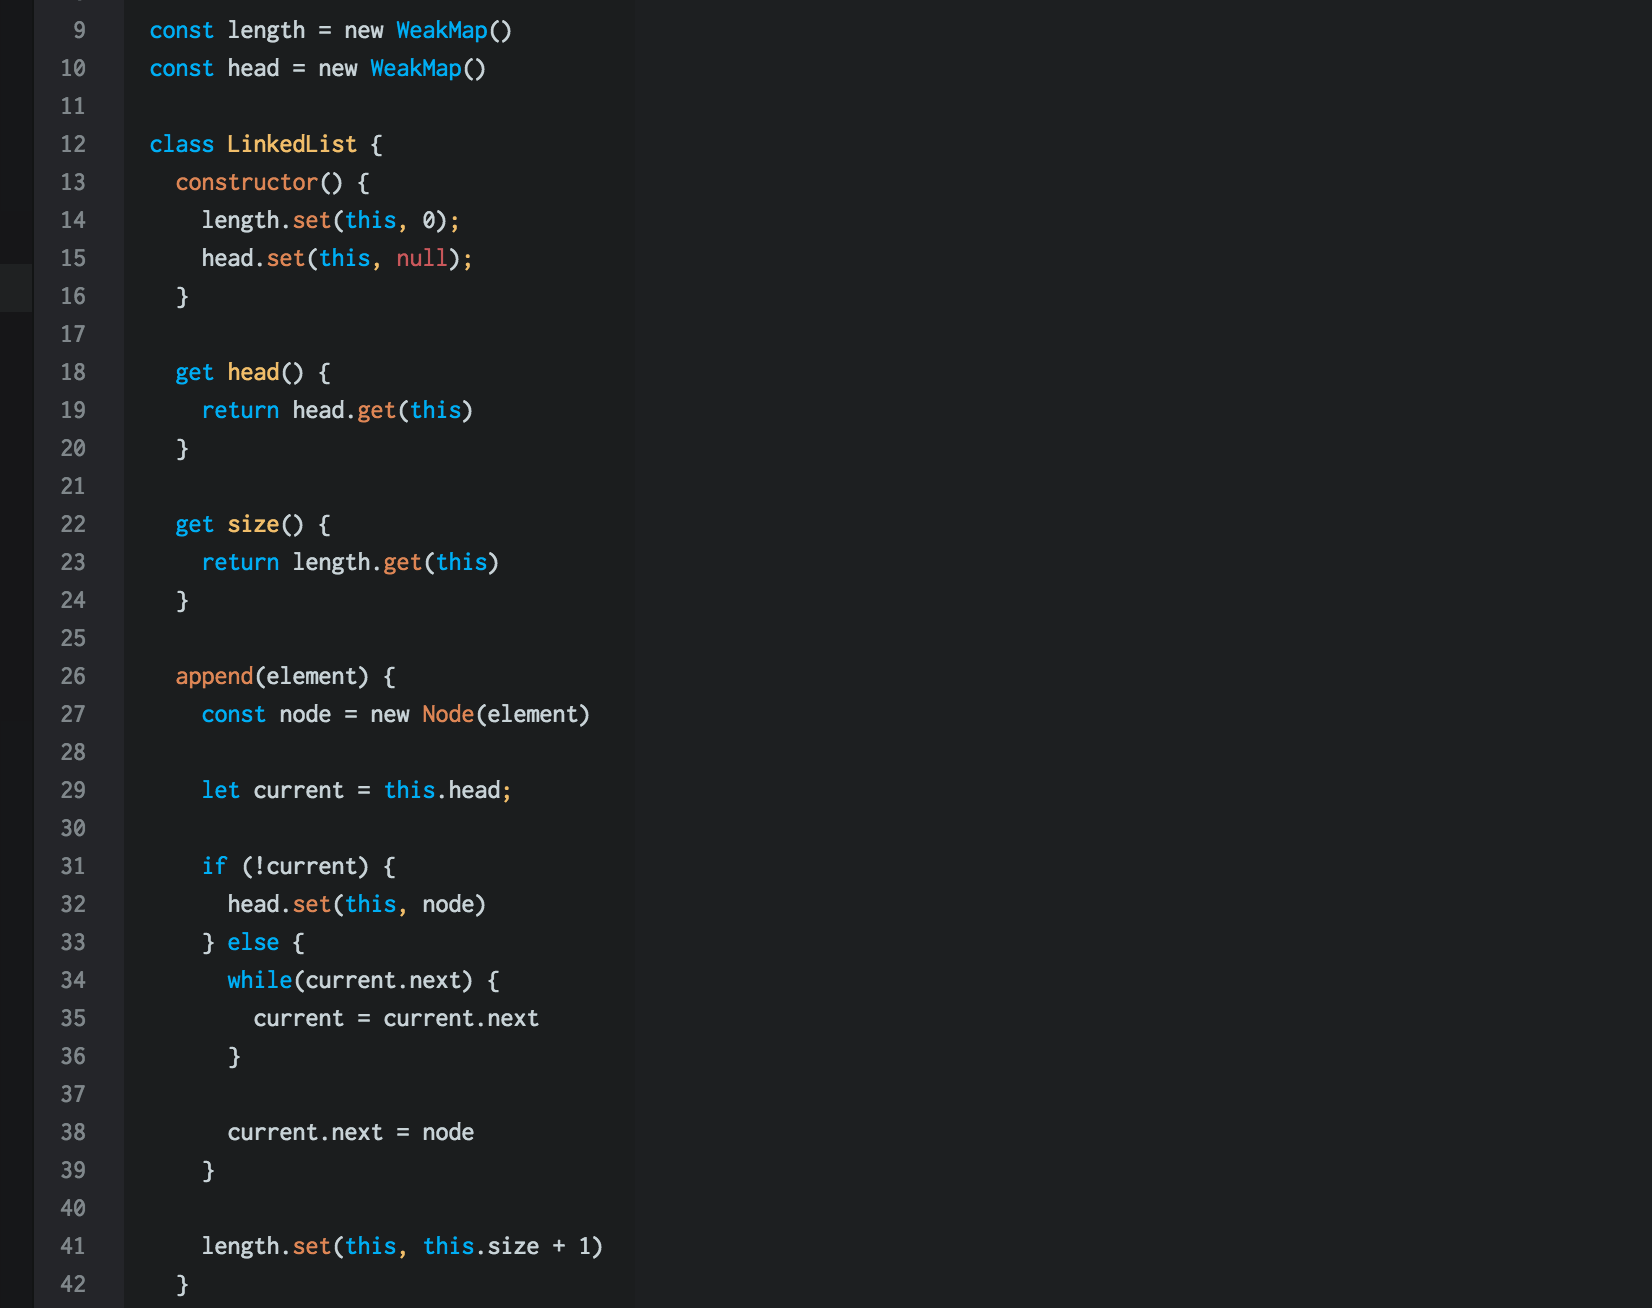 9 const length = new WeakMap()
10 const head = new WeakMap()
11
12 class LinkedList {
13 constructor() {
14 length.set(this, 0);
15 head.set(this, null);
16 }
17
18 get head() {
19 return head.get(this)
20 }
21
22 get size() {
23 return length.get(this)
24 }
25
26 append(element) {
27 const node = new Node(element)
28
29 let current = this.head;
30
31 if (!current) {
32 head.set(this, node)
33 } else {
34 while(current.next) {
35 current = current.next
36 }
37
38 current.next = node
39 }
40
41 length.set(this, this.size + 1)
42 }